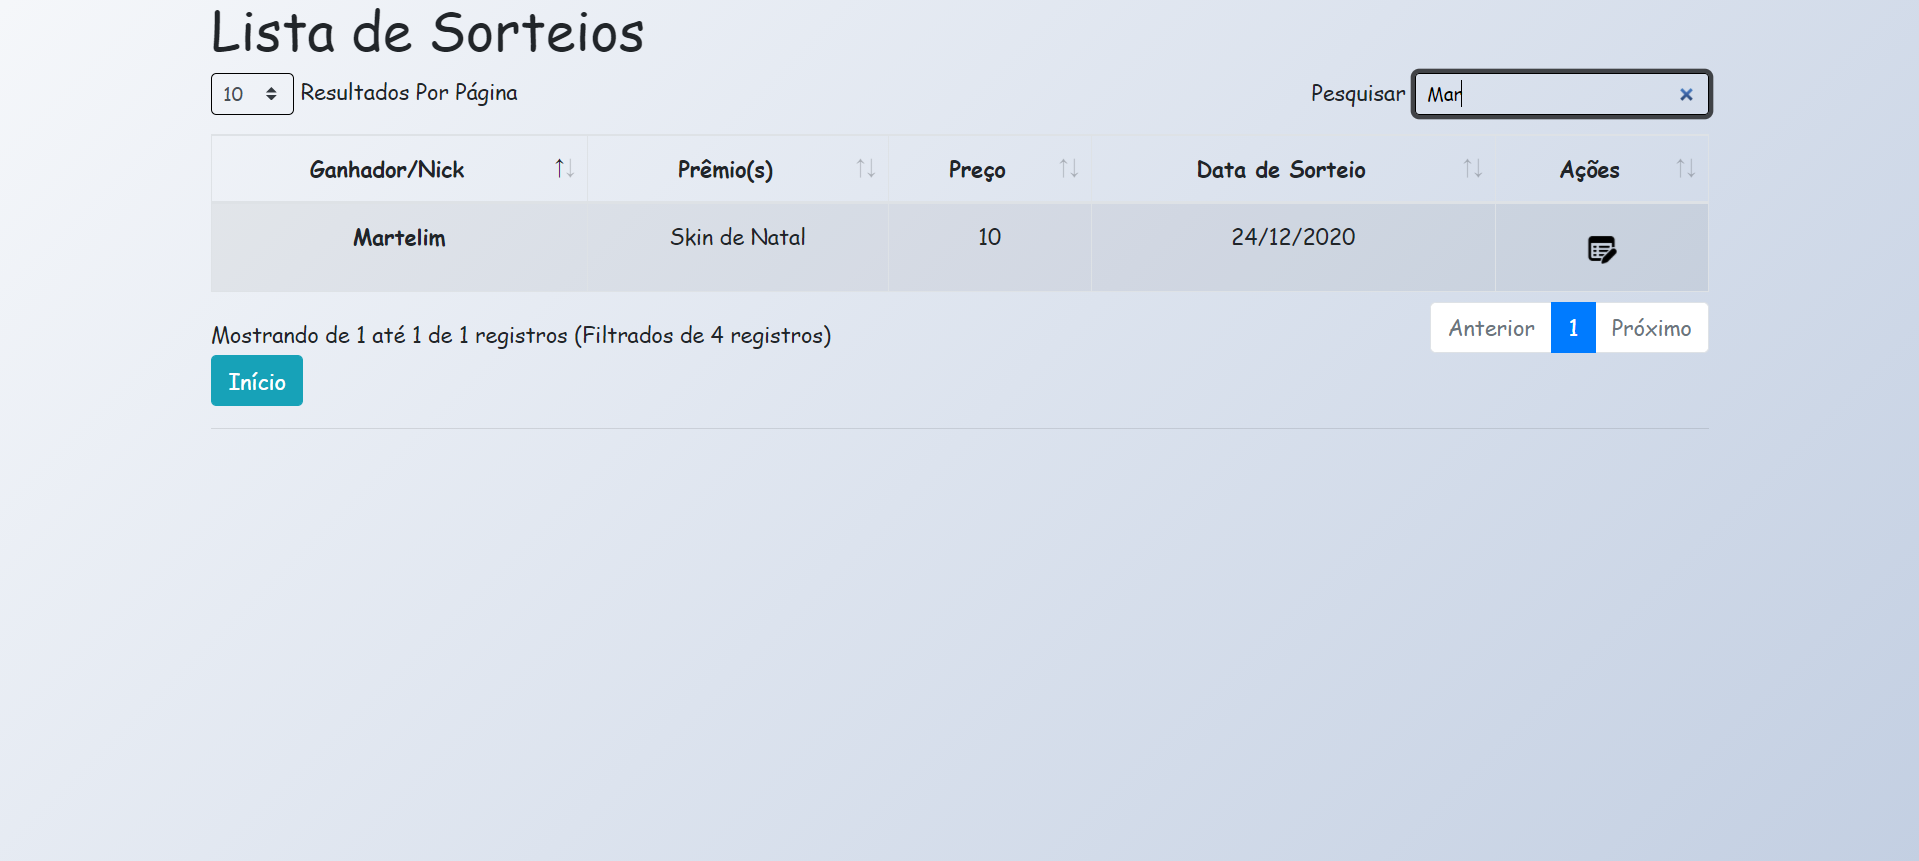 Lista de Sorteios
10 Resultados Por Página Pesquisar Mar
Ganhador/Nick Prêmio(s) Preço Data de Sorteio Ações
Martelim Skin de Natal 10 24/12/2020
Mostrando de 1 até 1 de 1 registros (Filtrados de 4 registros) Anterior 1 Próximo
Início